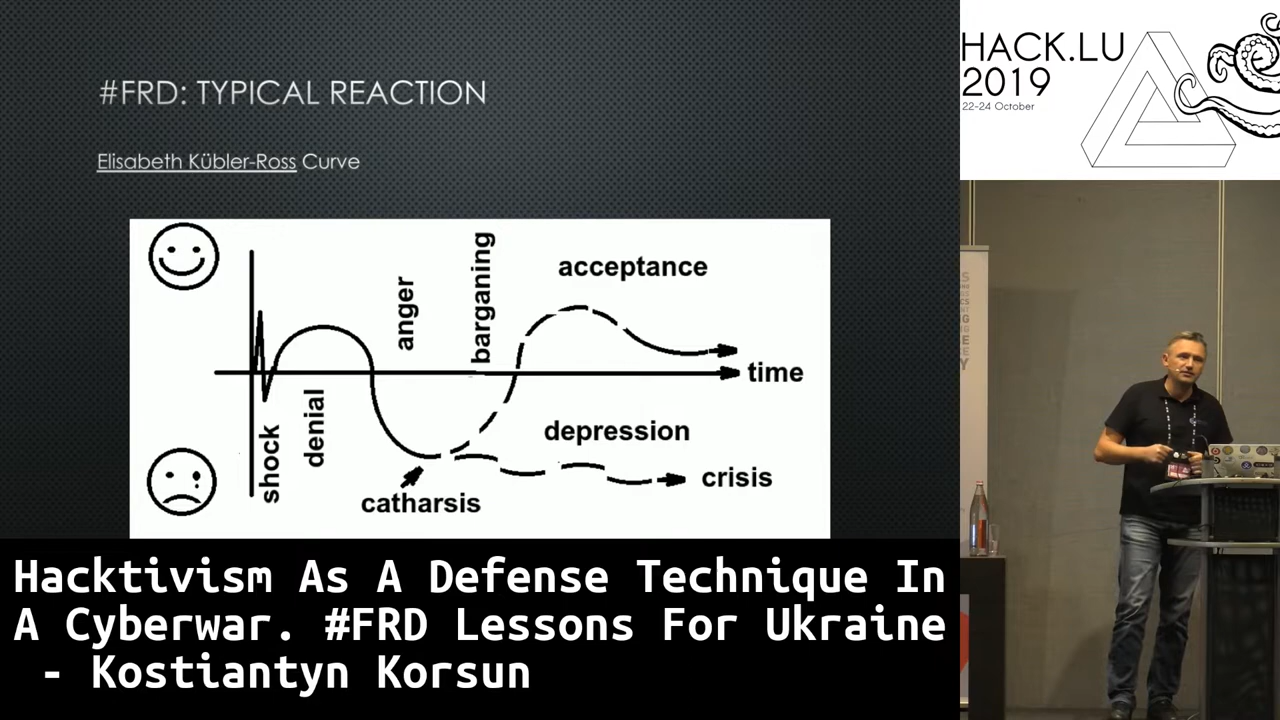 #FRD: TYPICAL REACTION
Elisabeth Kübler-Ross Curve
anger
barganing
acceptance
time
shock
denial
depression
crisis
catharsis
HACK.LU
2019
22-24 October
Hacktivism As A Defense Technique In
A Cyberwar. #FRD Lessons For Ukraine
- Kostiantyn Korsun